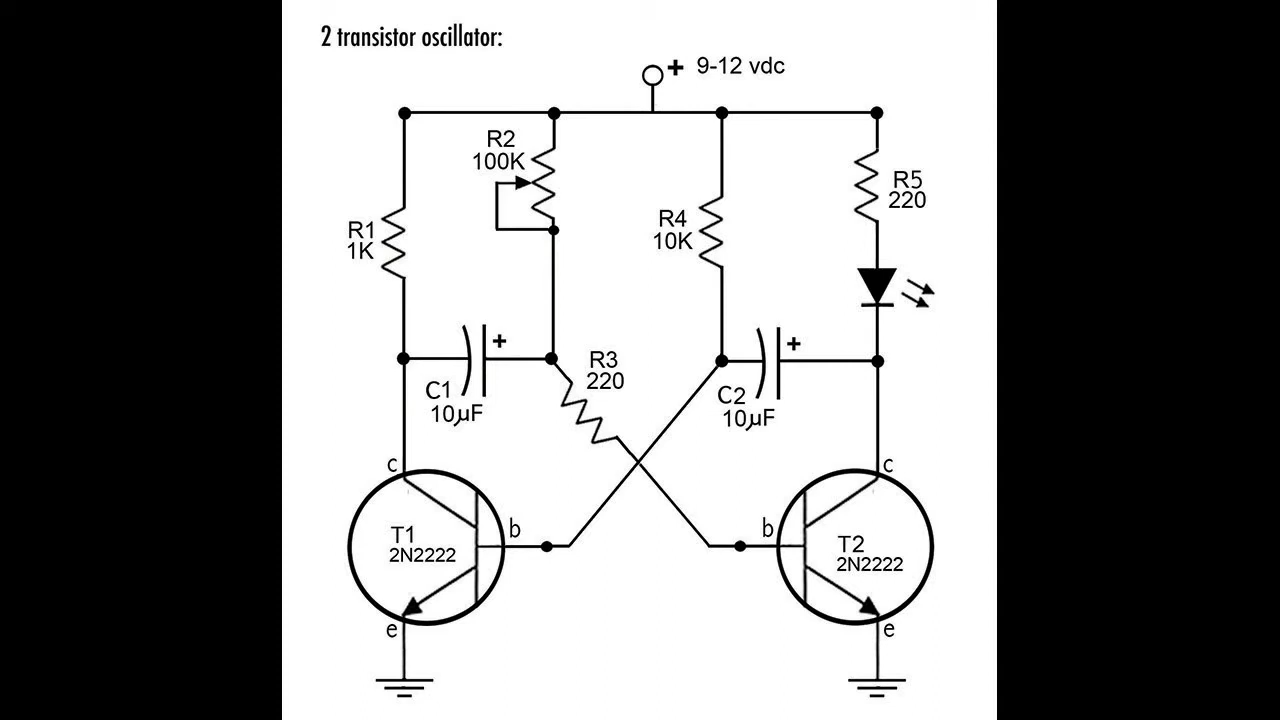 2 transistor oscillator:
+ 9-12 vdc
R2
100K
R5
220
R4
10K
R1
1K
+
+
R3
220
C1
10µF
C2
10µF
c
c
b
b
T1
2N2222
T2
2N2222
e
e